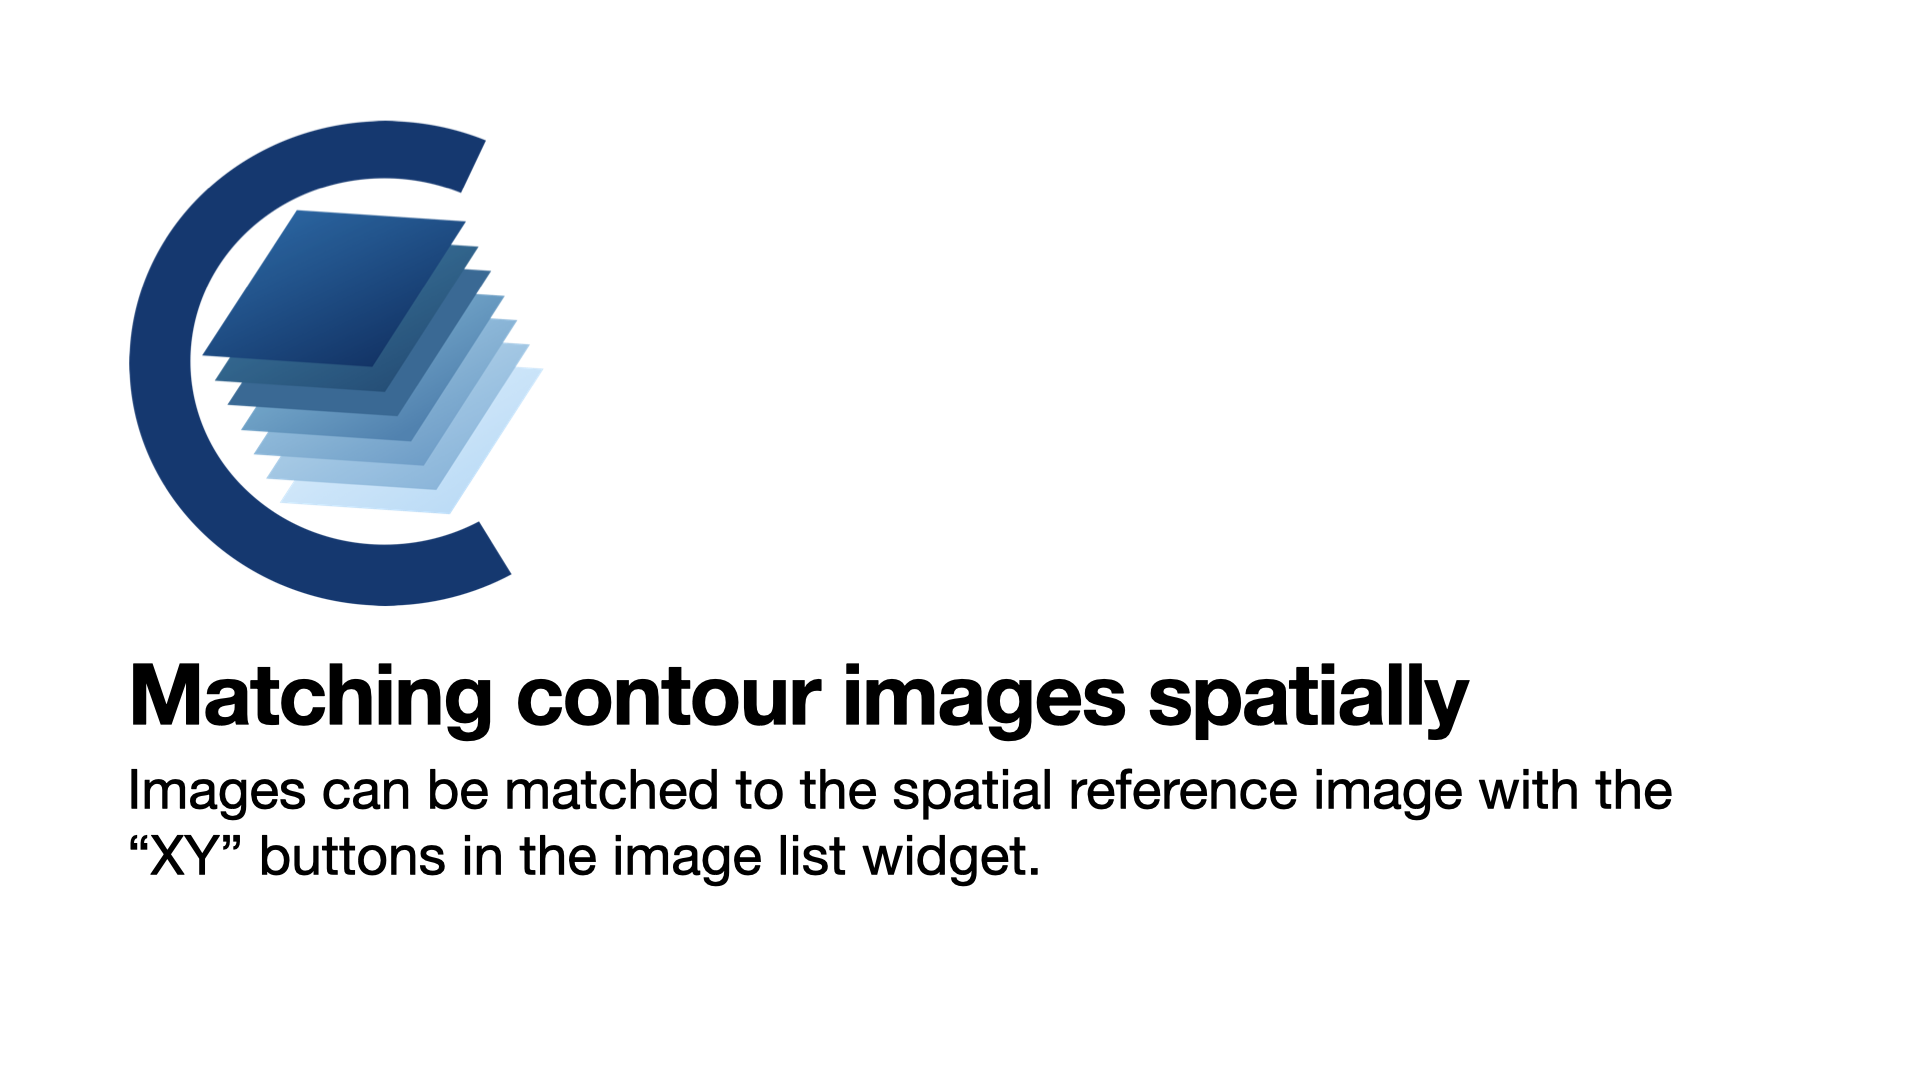 Matching contour images spatially
Images can be matched to the spatial reference image with the
“XY” buttons in the image list widget.